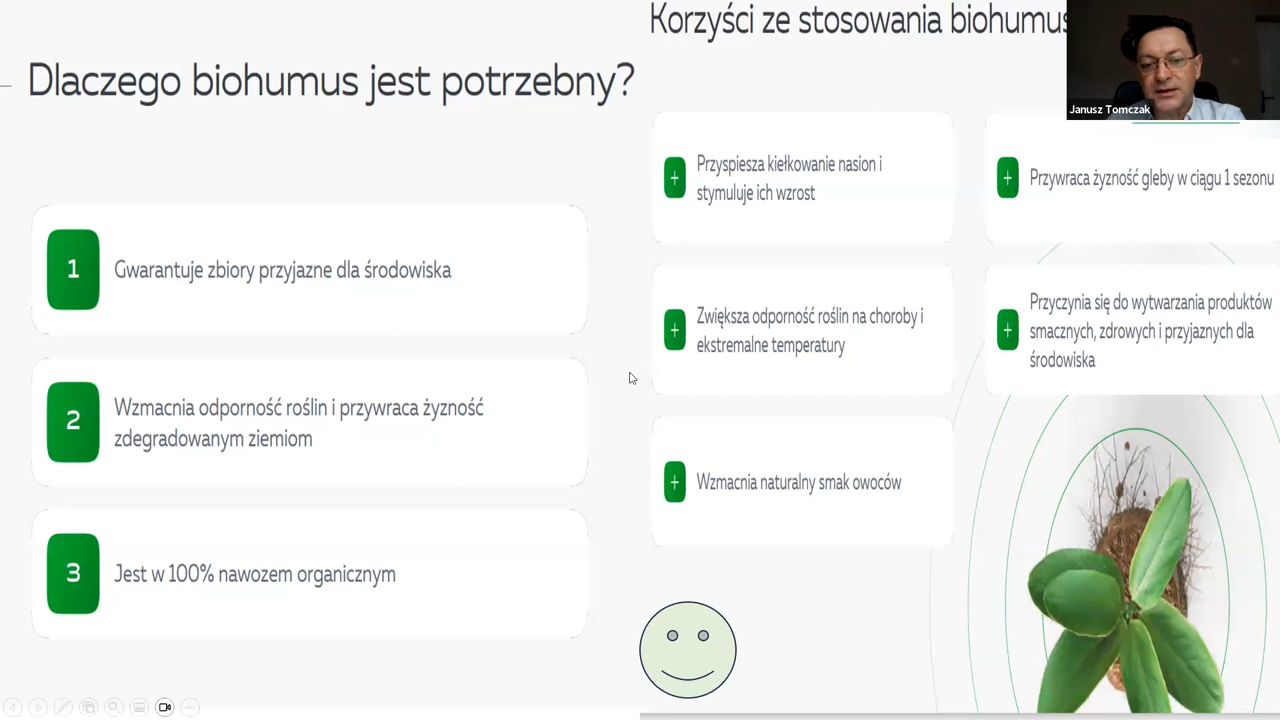 Dlaczego biohumus jest potrzebny?
1
Gwarantuje zbiory przyjazne dla środowiska
2
Wzmacnia odporność roślin i przywraca żyzność
zdegradowanym ziemiom
3
Jest w 100% nawozem organicznym
Korzyści ze stosowania biohumus
Janusz Tomczak
+
Przyspiesza kiełkowanie nasion i
stymuluje ich wzrost
+
Przywraca żyzność gleby w ciągu 1 sezonu
+
Zwiększa odporność roślin na choroby i
ekstremalne temperatury
+
Przyczynia się do wytwarzania produktów
smacznych, zdrowych i przyjaznych dla
środowiska
+
Wzmacnia naturalny smak owoców